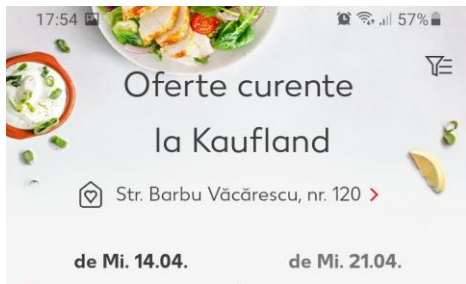 17:54 57%
Oferte curente
la Kaufland
Str. Barbu Văcărescu, nr. 120
de Mi. 14.04. de Mi. 21.04.